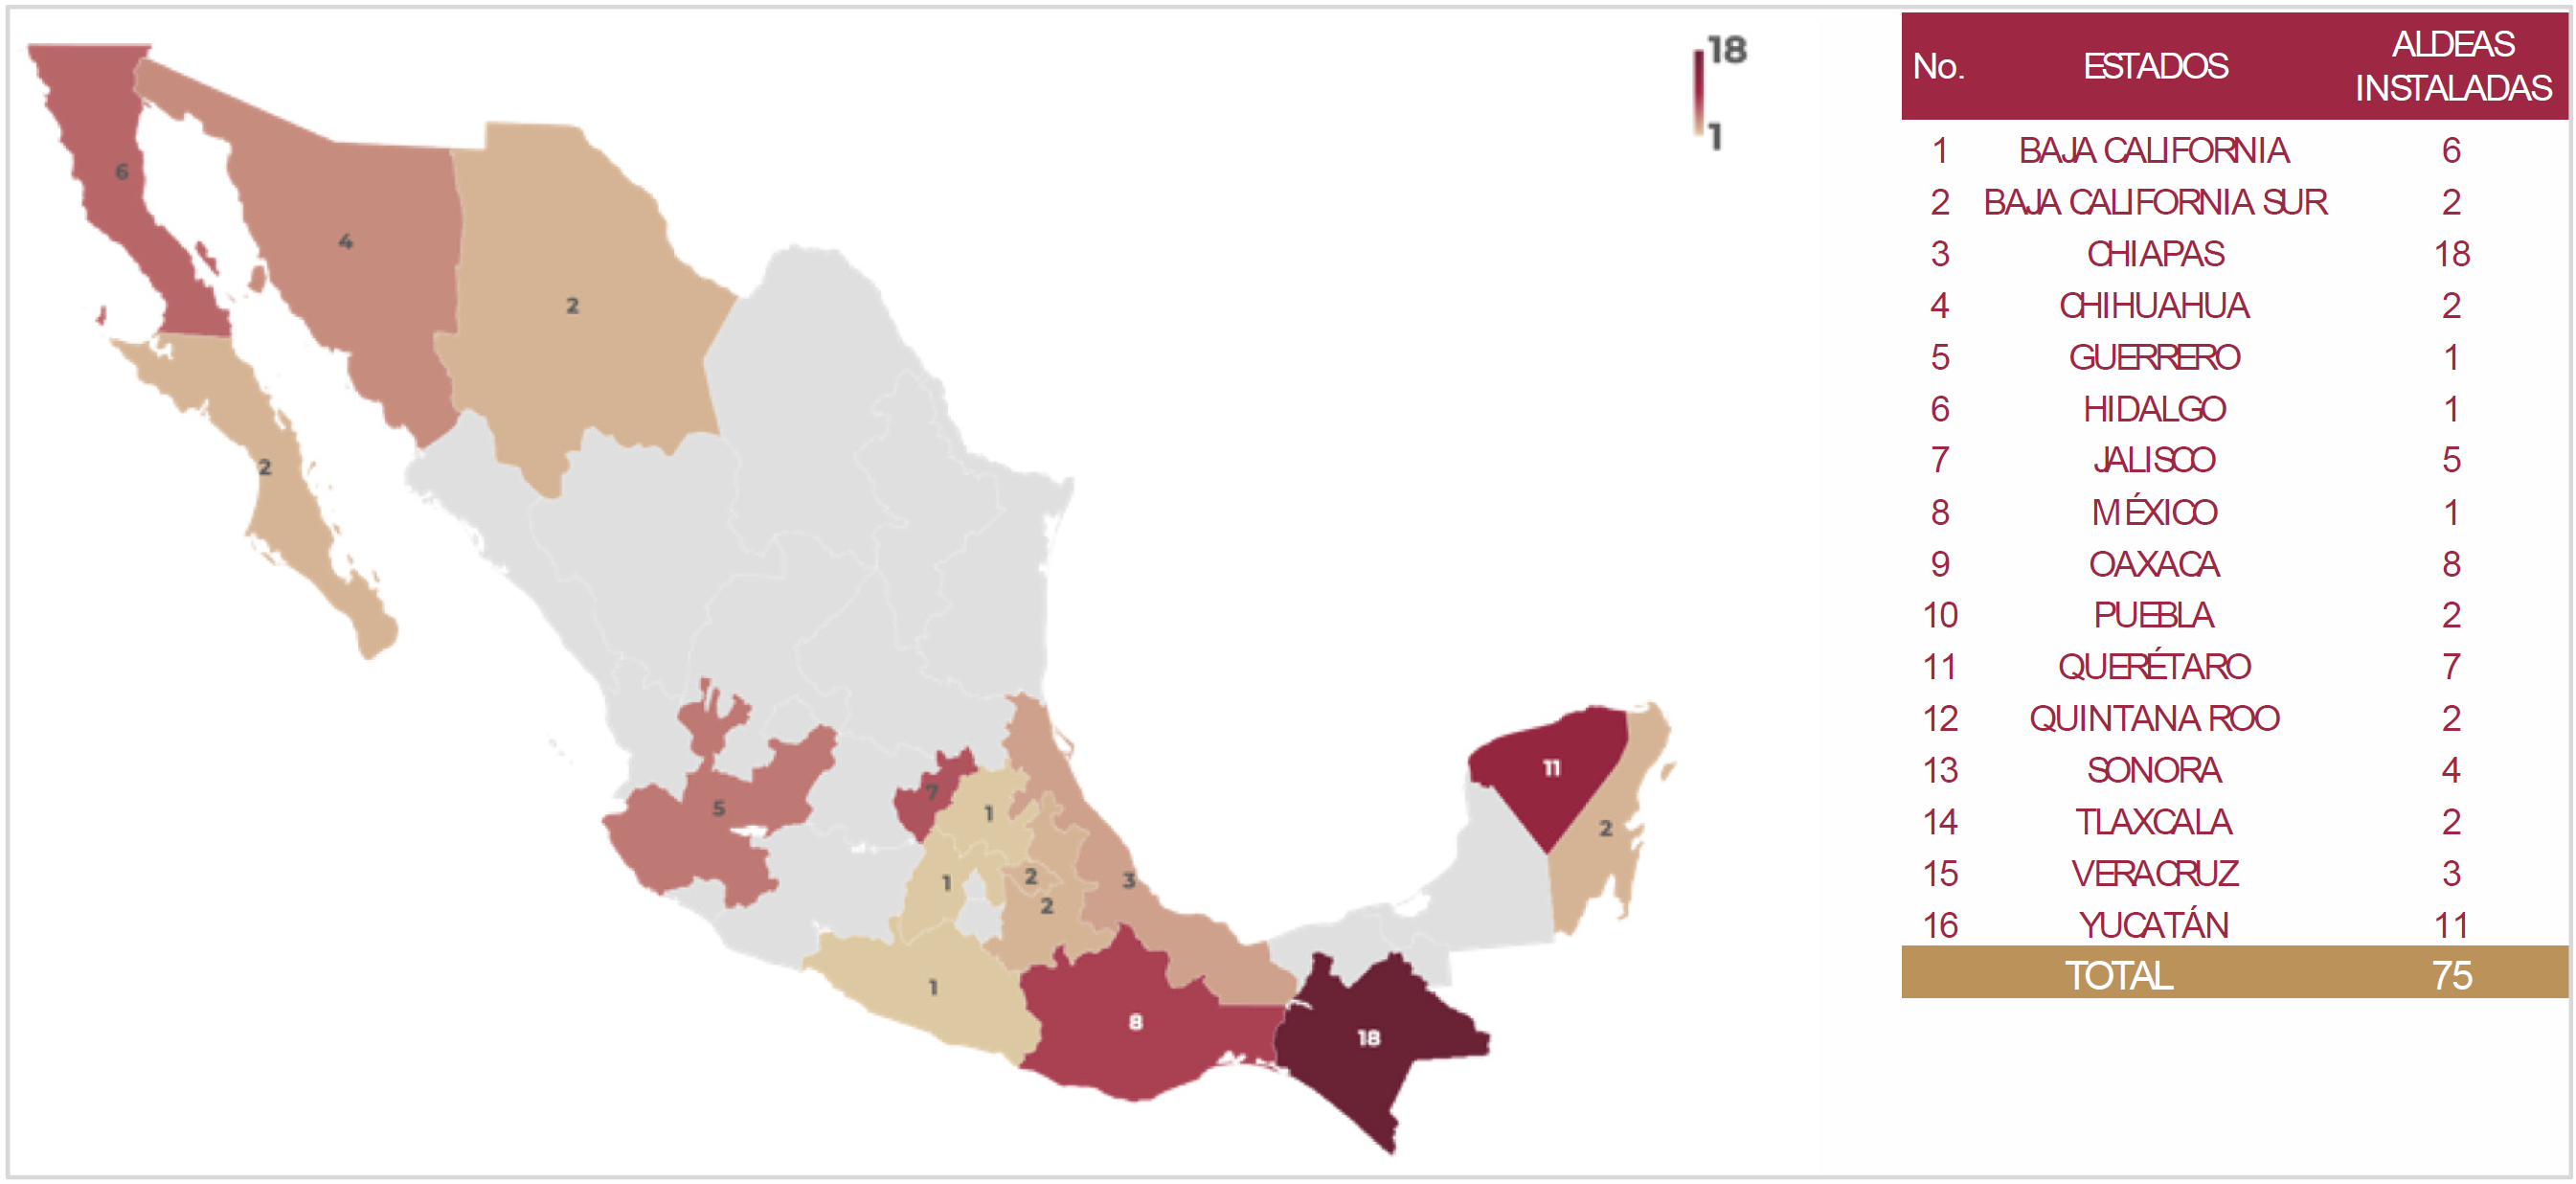 18
1
6
4
2
2
5
7
1
1
2
2
3
1
8
18
11
2
No. ESTADOS ALDEAS INSTALADAS
1 BAJA CALIFORNIA 6
2 BAJA CALIFORNIA SUR 2
3 CHIAPAS 18
4 CHIHUAHUA 2
5 GUERRERO 1
6 HIDALGO 1
7 JALISCO 5
8 MÉXICO 1
9 OAXACA 8
10 PUEBLA 2
11 QUERÉTARO 7
12 QUINTANA ROO 2
13 SONORA 4
14 TLAXCALA 2
15 VERACRUZ 3
16 YUCATÁN 11
TOTAL 75